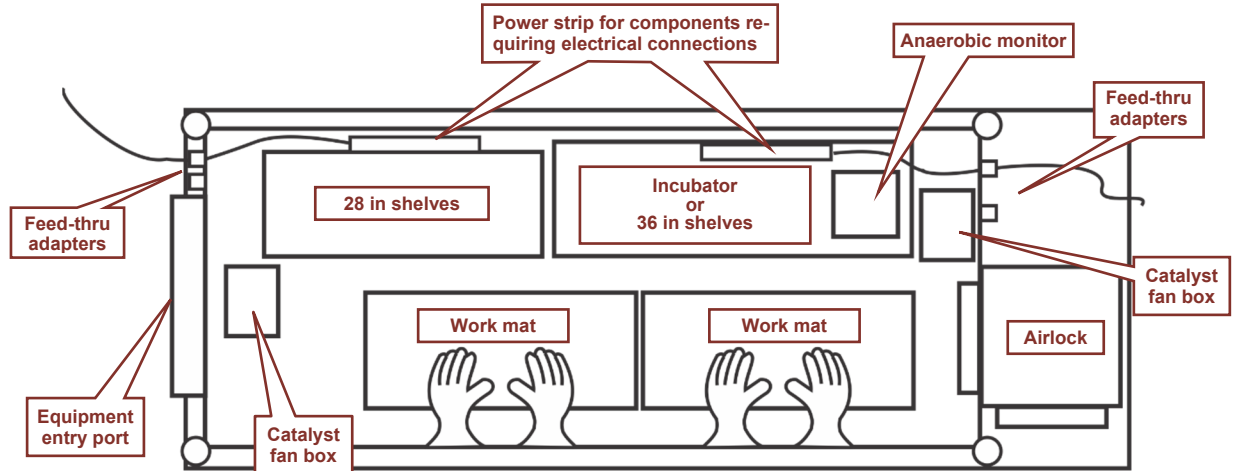 Power strip for components re-
quiring electrical connections
Anaerobic monitor
Feed-thru
adapters
28 in shelves
Incubator
or
36 in shelves
Feed-thru
adapters
Catalyst
fan box
Work mat
Work mat
Airlock
Equipment
entry port
Catalyst
fan box